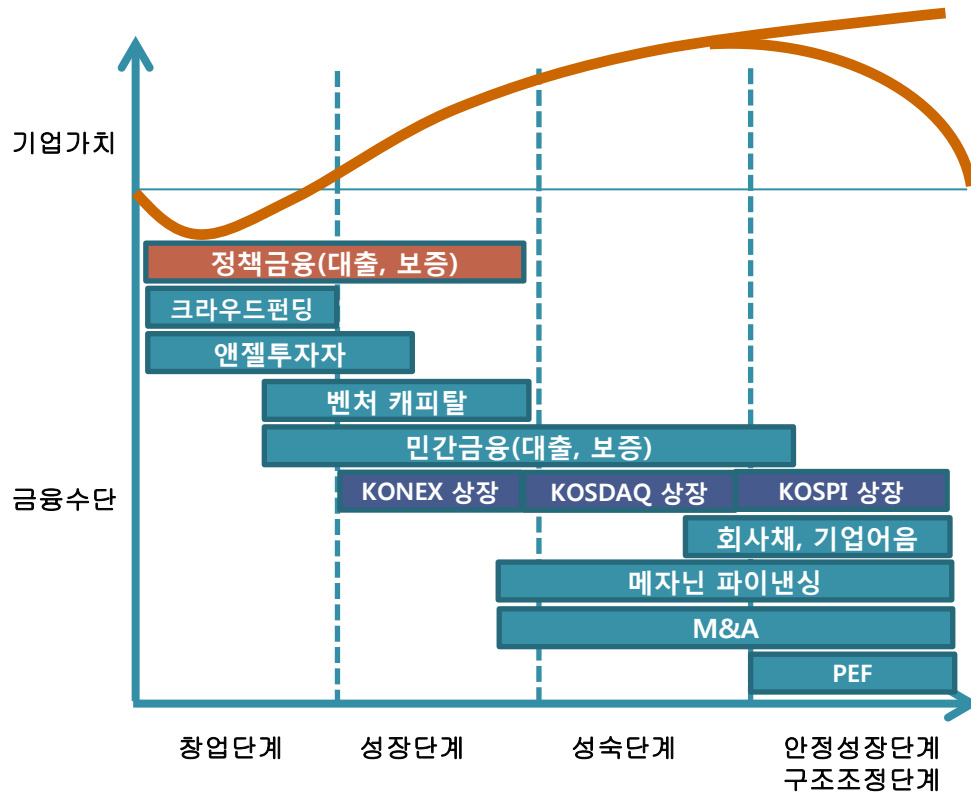 기업가치
정책금융(대출, 보증)
크라우드펀딩
앤젤투자자
벤처 캐피탈
민간금융(대출, 보증)
금융수단
KONEX 상장
KOSDAQ 상장
KOSPI 상장
회사채, 기업어음
메자닌 파이낸싱
M&A
PEF
창업단계
성장단계
성숙단계
안정성장단계
구조조정단계